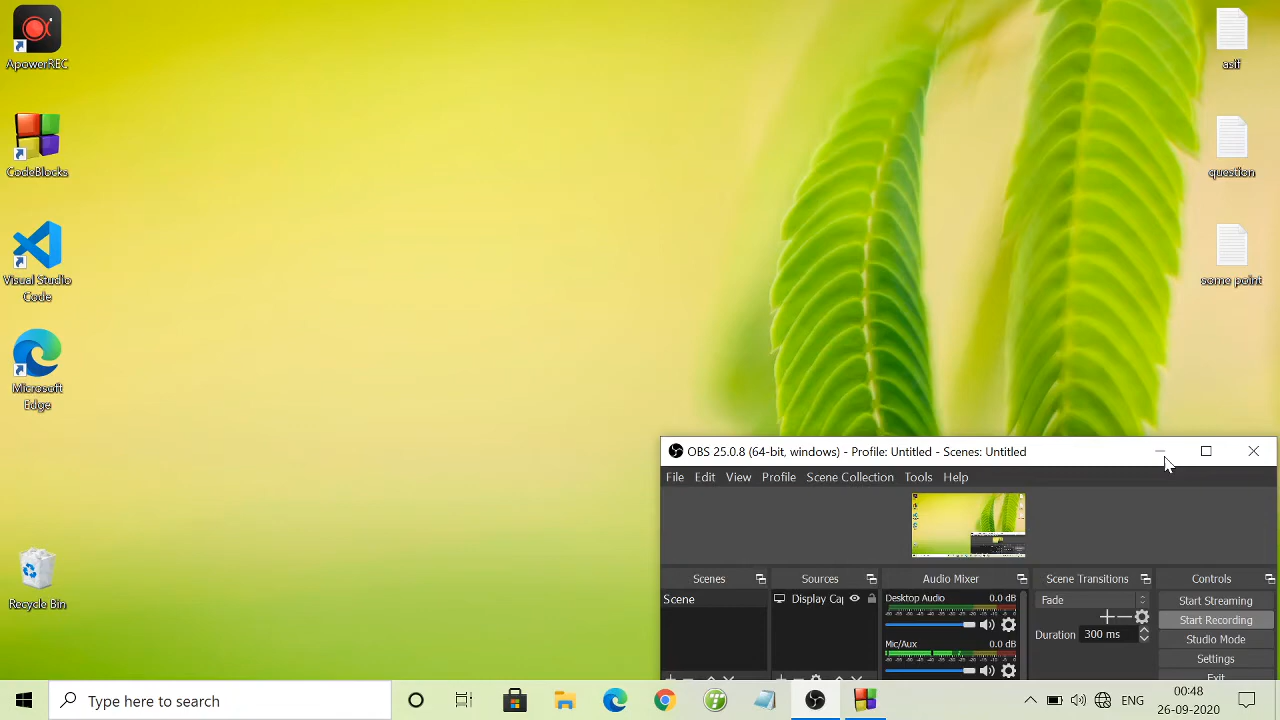 ApowerREC
CodeBlocks
Visual Studio
Code
Microsoft
Edge
Recycle Bin
question
some point
OBS 25.0.8 (64-bit, windows) - Profile: Untitled - Scenes: Untitled
File Edit View Profile Scene Collection Tools Help
Scenes Sources Audio Mixer Scene Transitions Controls
Scene
Display Cap
Desktop Audio 0.0 dB
Mic/Aux 0.0 dB
Fade
Duration 300 ms
Start Streaming
Start Recording
Studio Mode
Settings
Exit
Type here to search
ENG
00:48
26-09-2020